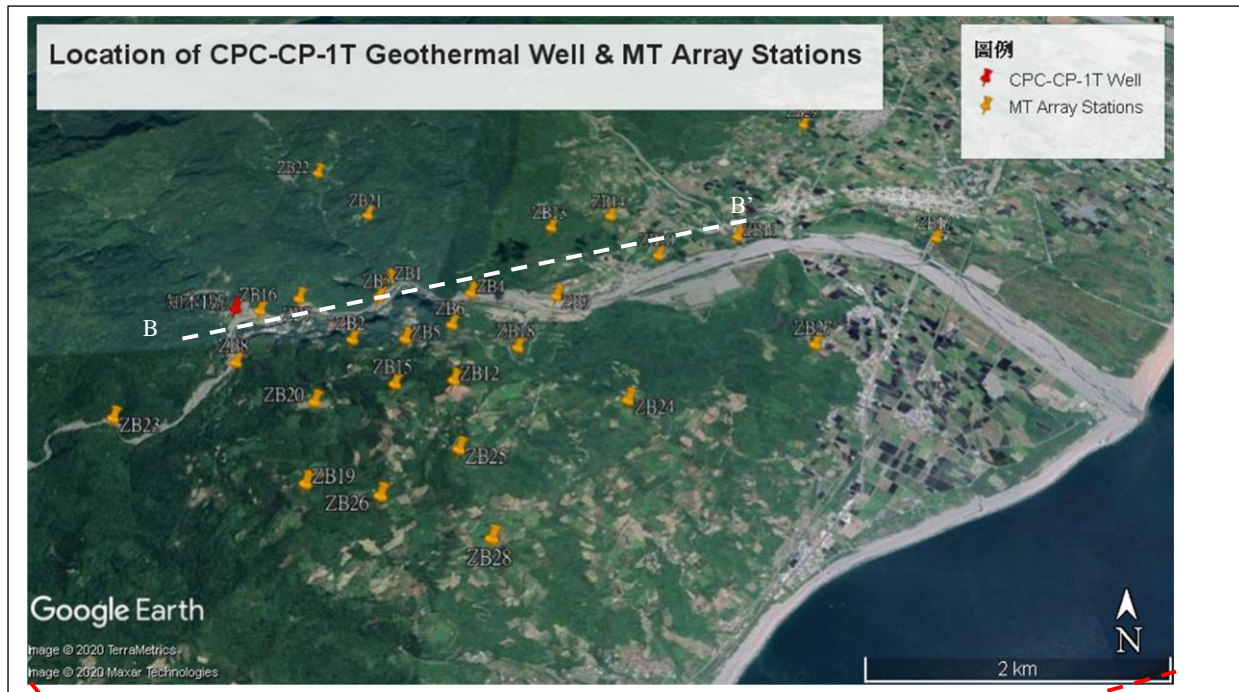 Location of CPC-CP-1T Geothermal Well & MT Array Stations
圖例
CPC-CP-1T Well
MT Array Stations
ZB22
ZB21
ZB13
ZB14
B’
ZB17
ZB1
ZB16
ZB4
ZB9
B
ZB6
ZB2
ZB5
ZB18
ZB27
ZB8
ZB15
ZB12
ZB20
ZB24
ZB23
ZB25
ZB19
ZB26
ZB28
Google Earth
Image © 2020 TerraMetrics
Image © 2020 Maxar Technologies
N
2 km